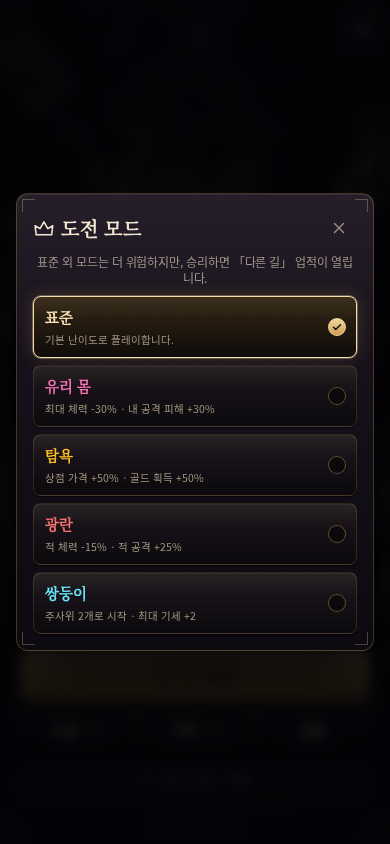 도전 모드
표준 외 모드는 더 위험하지만, 승리하면 「다른 길」 업적이 열립
니다.
표준
기본 난이도로 플레이합니다.
유리 몸
최대 체력 -30% · 내 공격 피해 +30%
탐욕
상점 가격 +50% · 골드 획득 +50%
광란
적 체력 -15% · 적 공격 +25%
쌍둥이
주사위 2개로 시작 · 최대 기세 +2